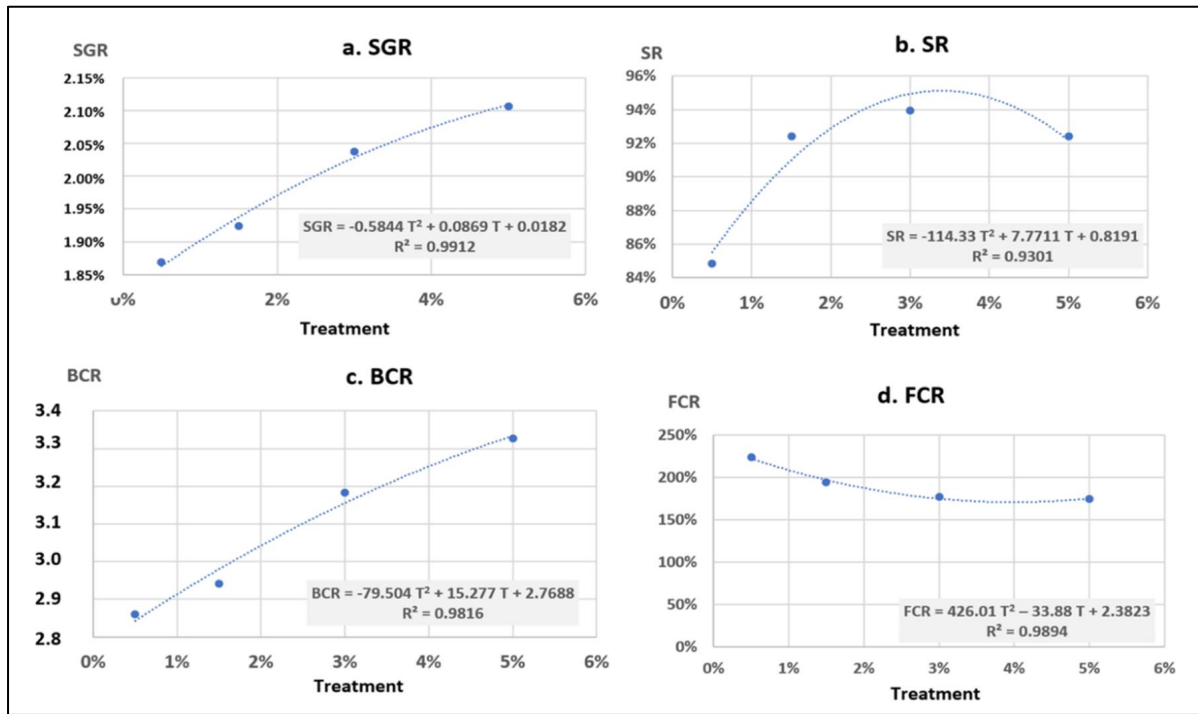 a. SGR
SGR
2.15%
2.10%
2.05%
2.00%
1.95%
1.90%
1.85%
SGR = -0.5844 T² + 0.0869 T + 0.0182
R² = 0.9912
0% 2% 4% 6%
Treatment
b. SR
SR
96%
94%
92%
90%
88%
86%
84%
SR = -114.33 T² + 7.7711 T + 0.8191
R² = 0.9301
0% 1% 2% 3% 4% 5% 6%
Treatment
c. BCR
BCR
3.4
3.3
3.2
3.1
3.0
2.9
2.8
BCR = -79.504 T² + 15.277 T + 2.7688
R² = 0.9816
0% 1% 2% 3% 4% 5% 6%
Treatment
d. FCR
FCR
250%
200%
150%
100%
50%
0%
FCR = 426.01 T² – 33.88 T + 2.3823
R² = 0.9894
0% 1% 2% 3% 4% 5% 6%
Treatment